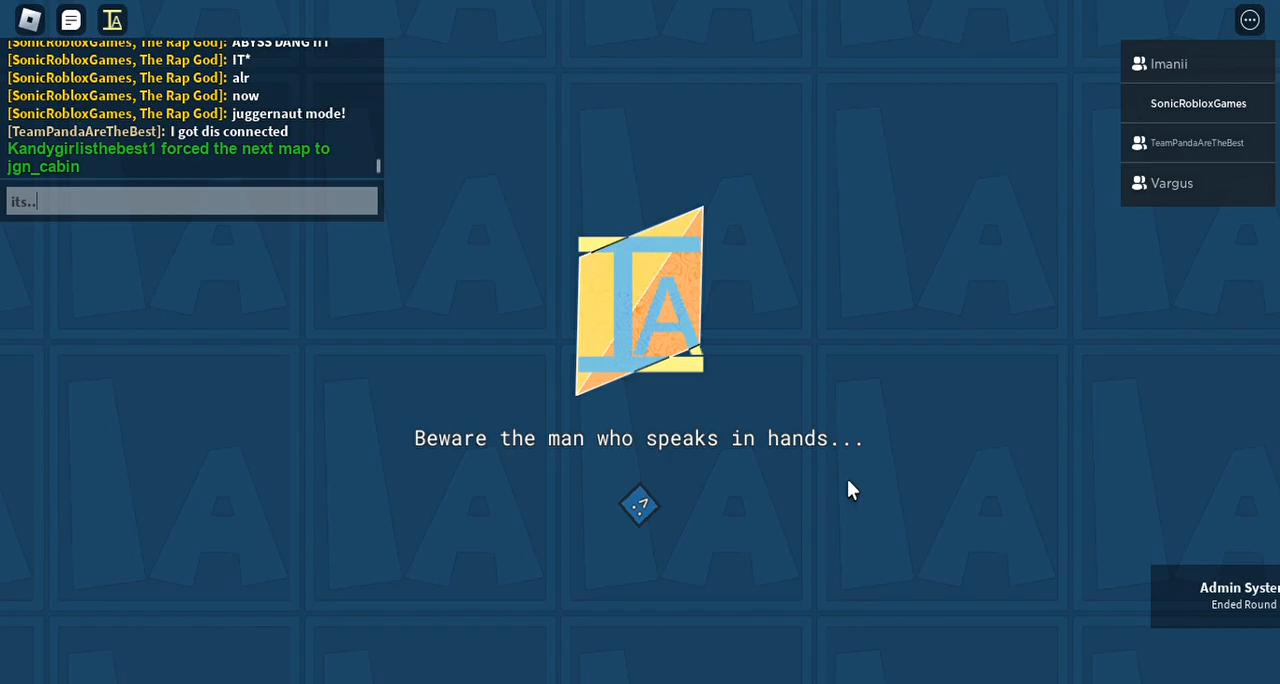 [SonicRobloxGames, The Rap God]: ABYSS DANG IT
[SonicRobloxGames, The Rap God]: IT*
[SonicRobloxGames, The Rap God]: alr
[SonicRobloxGames, The Rap God]: now
[SonicRobloxGames, The Rap God]: juggernaut mode!
[TeamPandaAreTheBest]: I got dis connected
Kandygirlisthebest1 forced the next map to
jgn_cabin
its..
Imanii
SonicRobloxGames
TeamPandaAreTheBest
Vargus
IA
Beware the man who speaks in hands...
:>
Admin Syste
Ended Round